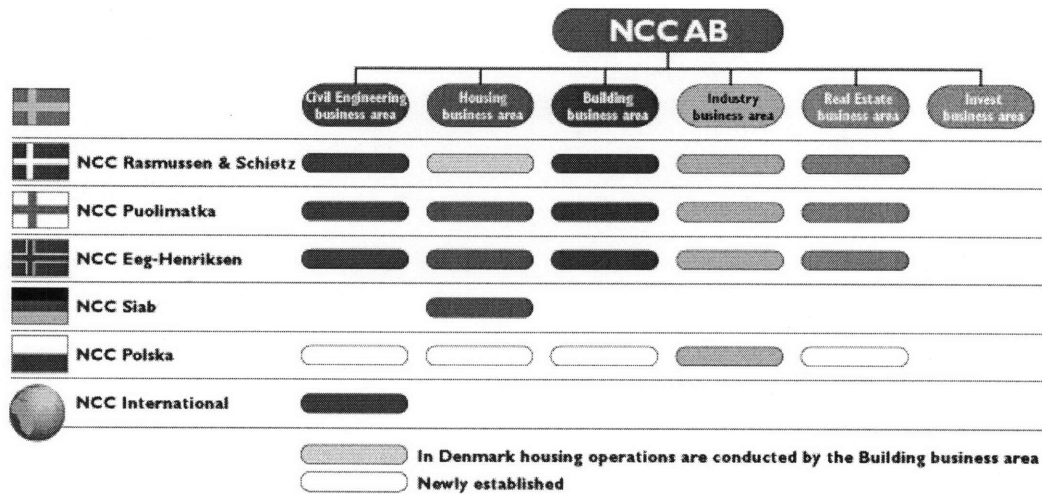 NCC AB
Civil Engineering
business area
Housing
business area
Building
business area
Industry
business area
Real Estate
business area
Invest
business area
NCC Rasmussen & Schiøtz
NCC Puolimatka
NCC Eeg-Henriksen
NCC Siab
NCC Polska
NCC International
In Denmark housing operations are conducted by the Building business area
Newly established